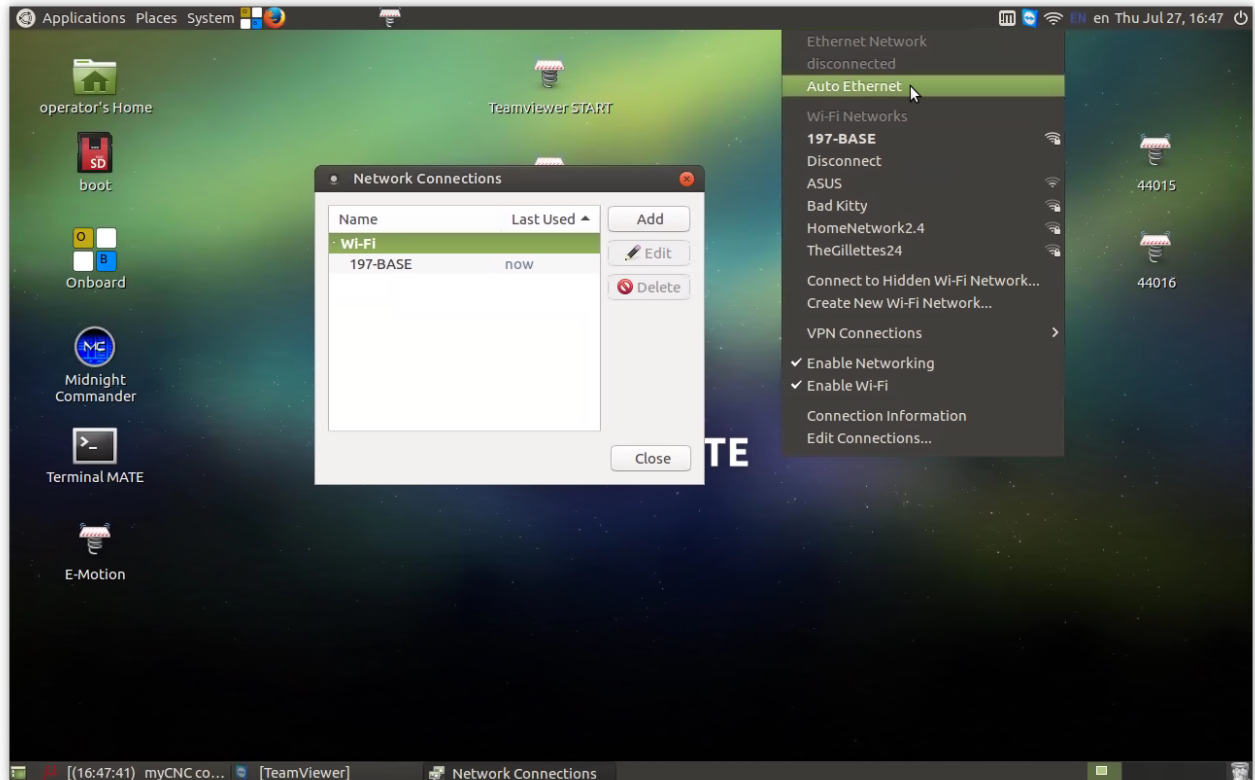 Applications Places System
EN en Thu Jul 27, 16:47
operator's Home
SD
boot
O
B
Onboard
MC
Midnight
Commander
>_
Terminal MATE
E-Motion
Teamviewer START
TE
44015
44016
Network Connections
Name Last Used
Wi-Fi
197-BASE now
Add
Edit
Delete
Close
Ethernet Network
disconnected
Auto Ethernet
Wi-Fi Networks
197-BASE
Disconnect
ASUS
Bad Kitty
HomeNetwork2.4
TheGillettes24
Connect to Hidden Wi-Fi Network...
Create New Wi-Fi Network...
VPN Connections
Enable Networking
Enable Wi-Fi
Connection Information
Edit Connections...
[(16:47:41) myCNC co... [TeamViewer] Network Connections